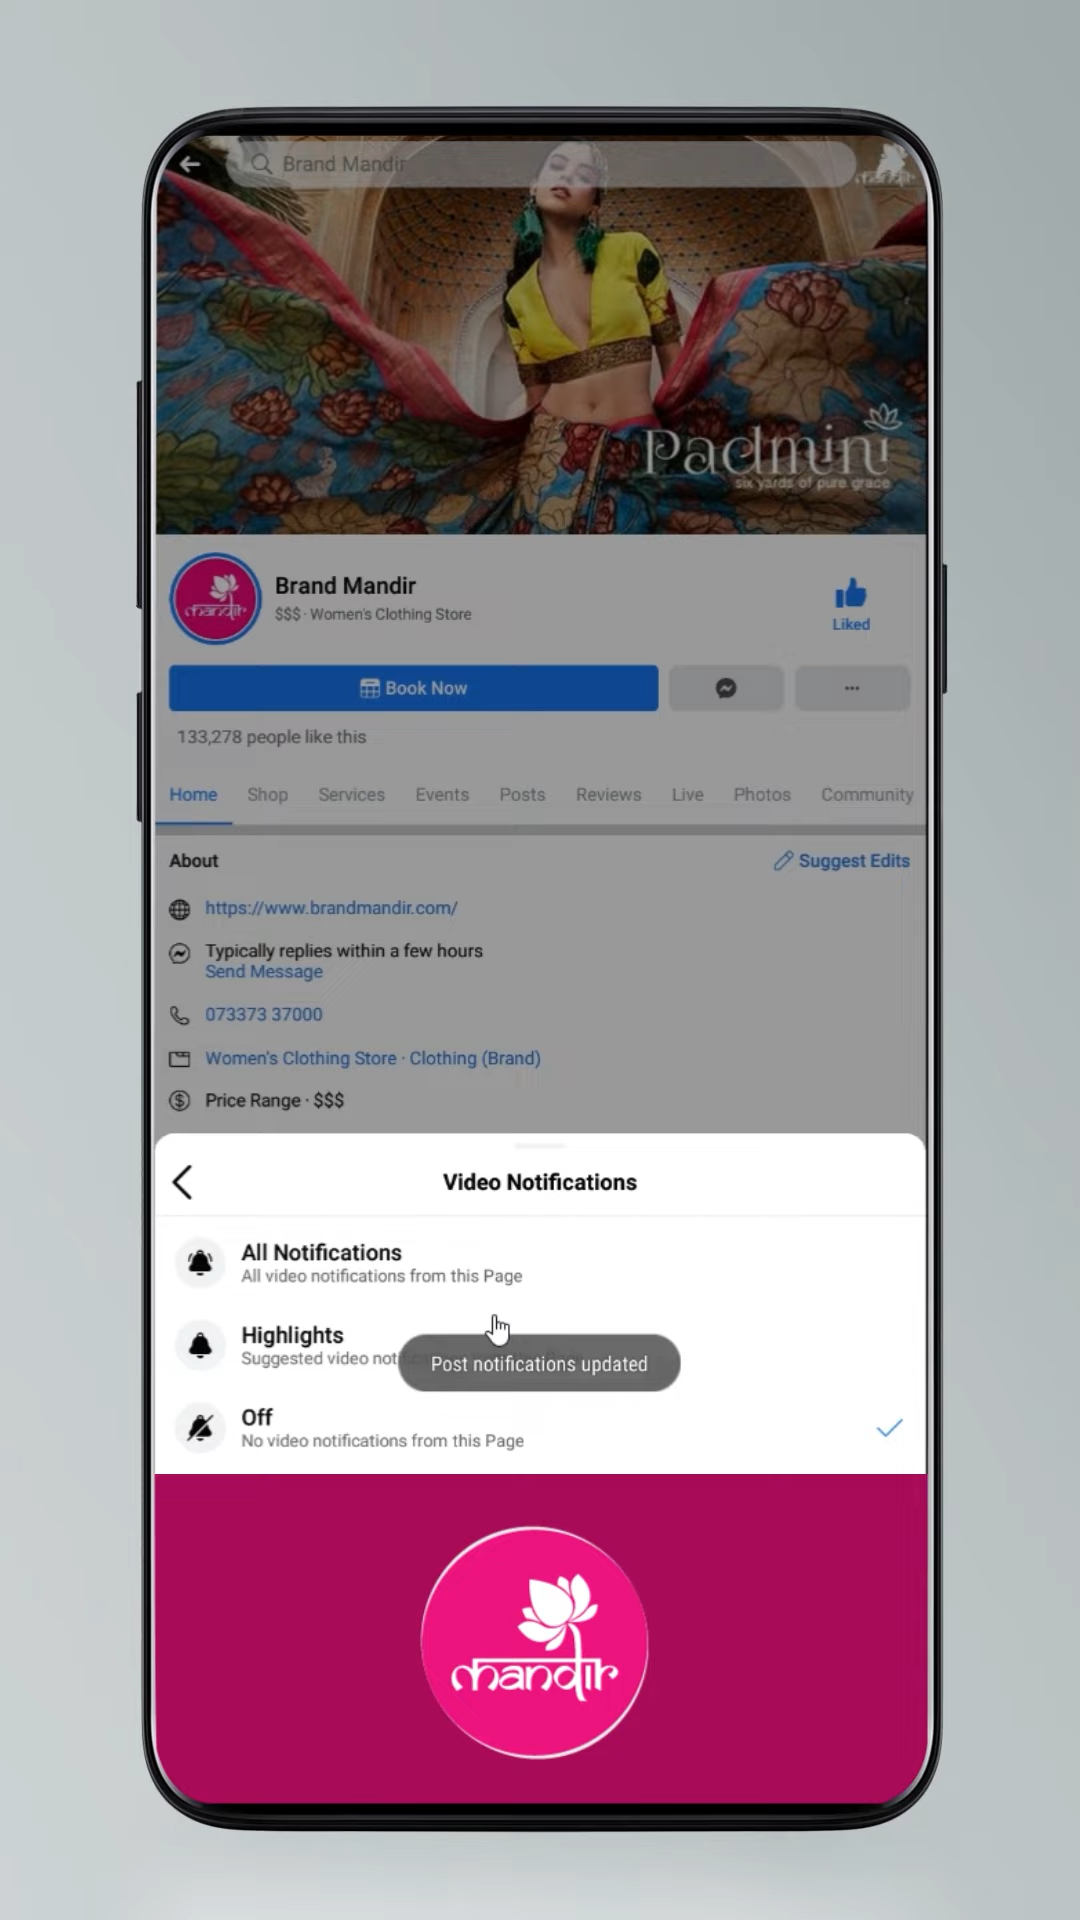 Brand Mandir
Padmini
six yards of pure grace
mandir
Brand Mandir
$$$ · Women's Clothing Store
Liked
Book Now
133,278 people like this
Home Shop Services Events Posts Reviews Live Photos Community
About
Suggest Edits
https://www.brandmandir.com/
Typically replies within a few hours
Send Message
073373 37000
Women's Clothing Store · Clothing (Brand)
Price Range · $$$
Video Notifications
All Notifications
All video notifications from this Page
Highlights
Suggested video
Post notifications updated
Off
No video notifications from this Page
mandir